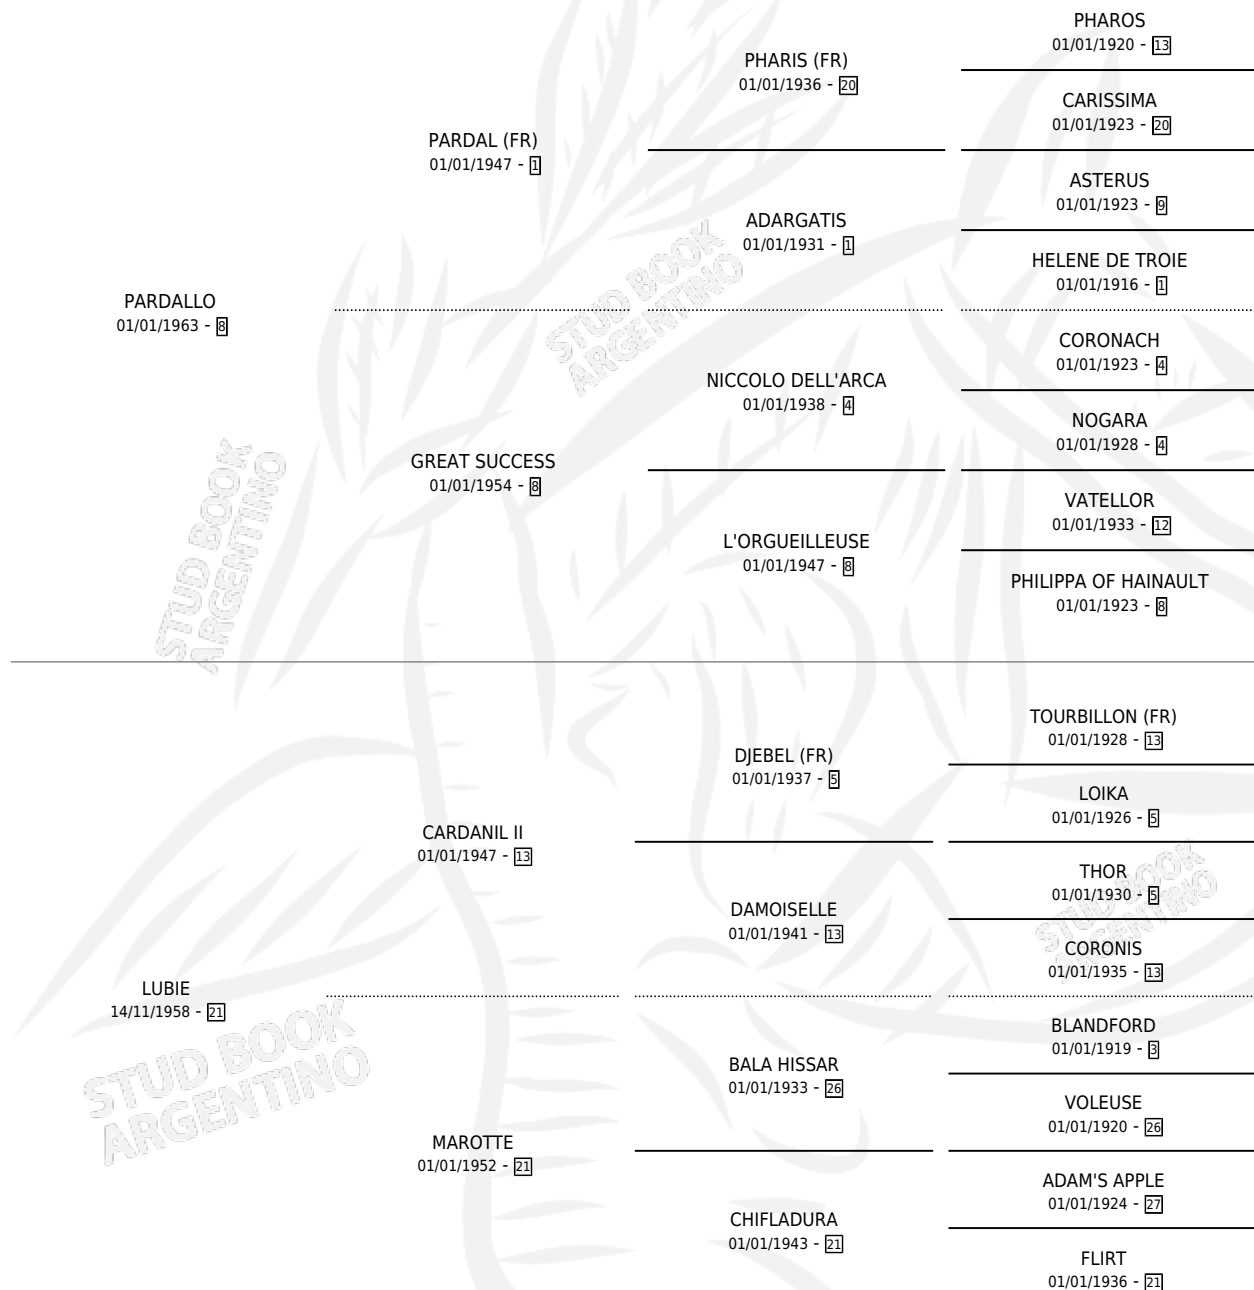 PHAROS
01/01/1920 - 13
PHARIS (FR)
01/01/1936 - 20
CARISSIMA
01/01/1923 - 20
PARDAL (FR)
01/01/1947 - 1
ASTERUS
01/01/1923 - 9
ADARGATIS
01/01/1931 - 1
HELENE DE TROIE
01/01/1916 - 1
PARDALLO
01/01/1963 - 8
CORONACH
01/01/1923 - 4
NICCOLO DELL'ARCA
01/01/1938 - 4
NOGARA
01/01/1928 - 4
GREAT SUCCESS
01/01/1954 - 8
VATELLOR
01/01/1933 - 12
L'ORGUEILLEUSE
01/01/1947 - 8
PHILIPPA OF HAINAULT
01/01/1923 - 8
TOURBILLON (FR)
01/01/1928 - 13
DJEBEL (FR)
01/01/1937 - 5
LOIKA
01/01/1926 - 5
CARDANIL II
01/01/1947 - 13
THOR
01/01/1930 - 5
DAMOISELLE
01/01/1941 - 13
CORONIS
01/01/1935 - 13
LUBIE
14/11/1958 - 21
BLANDFORD
01/01/1919 - 3
BALA HISSAR
01/01/1933 - 26
VOLEUSE
01/01/1920 - 26
MAROTTE
01/01/1952 - 21
ADAM'S APPLE
01/01/1924 - 27
CHIFLADURA
01/01/1943 - 21
FLIRT
01/01/1936 - 21
STUD BOOK
ARGENTINO
STUD BOOK
ARGENTINO
STUD BOOK
ARGENTINO
STUD BOOK
ARGENTINO